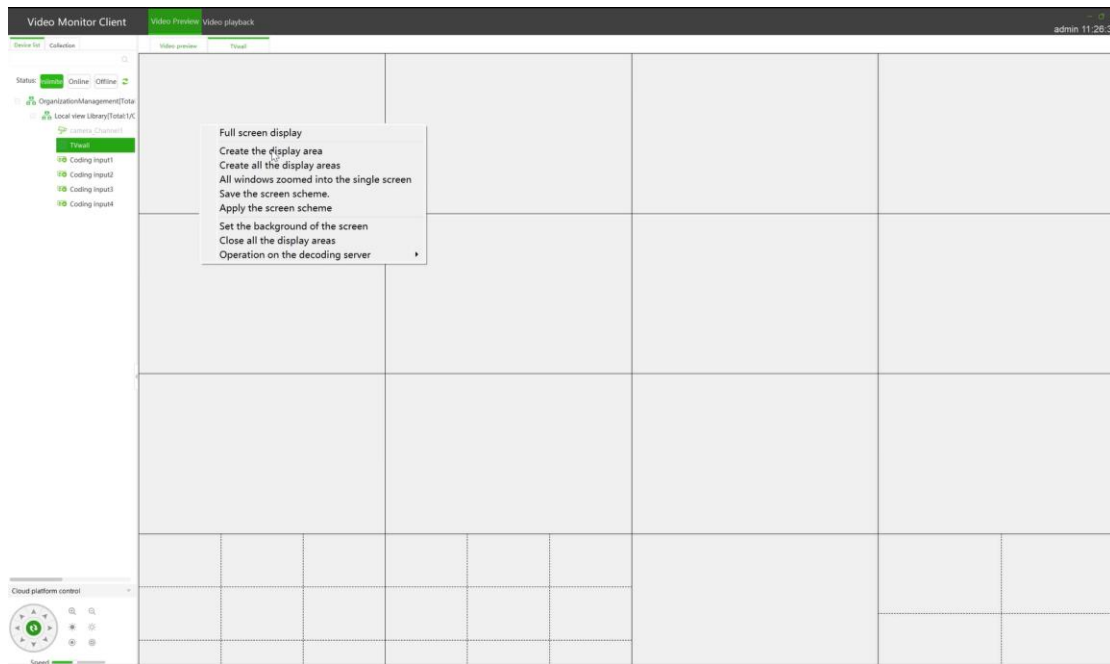 Video Monitor Client
Video Preview Video playback
admin 11:26:3
Device list Collection
Video preview TVwall
Status: Online Offline
OrganizationManagement(Total
Local view Library(Total:1/C
camera_Channel1
TVwall
Coding input1
Coding input2
Coding input3
Coding input4
Full screen display
Create the display area
Create all the display areas
All windows zoomed into the single screen
Save the screen scheme.
Apply the screen scheme
Set the background of the screen
Close all the display areas
Operation on the decoding server
Cloud platform control
Speed